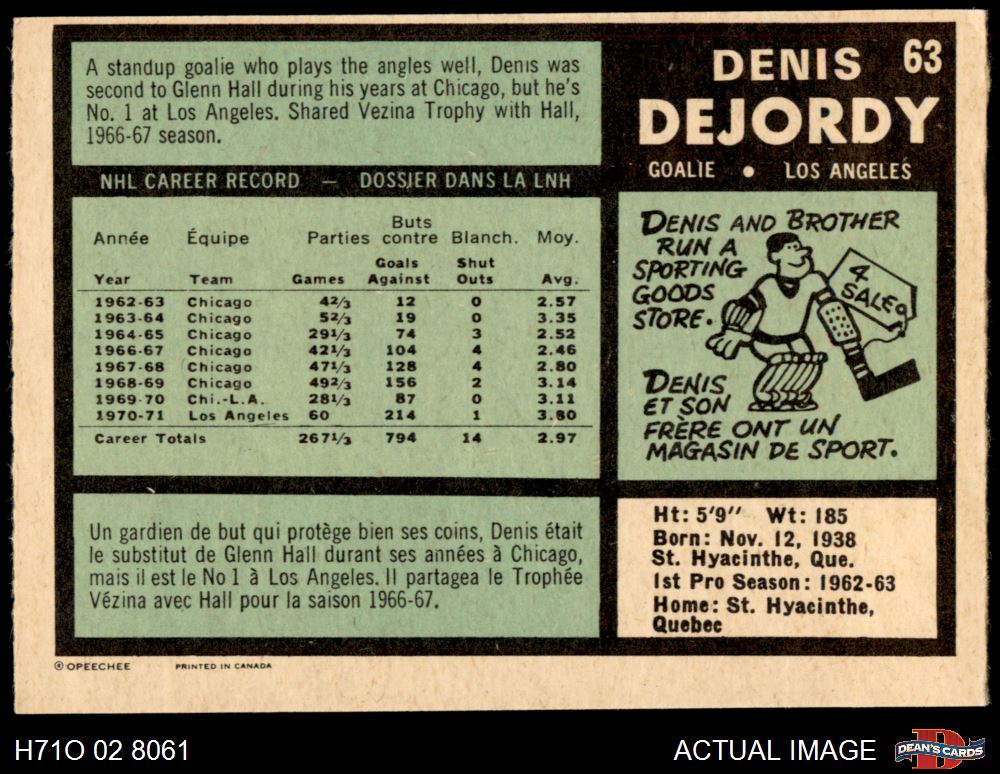 A standup goalie who plays the angles well, Denis was
second to Glenn Hall during his years at Chicago, but he's
No. 1 at Los Angeles. Shared Vezina Trophy with Hall,
1966-67 season.
DENIS 63
DEJORDY
GOALIE • LOS ANGELES
NHL CAREER RECORD — DOSSIER DANS LA LNH
Année Équipe Parties Buts contre Blanch. Moy.
Year Team Games Goals Against Shut Outs Avg.
1962-63 Chicago 42/3 12 0 2.57
1963-64 Chicago 52/3 19 0 3.35
1964-65 Chicago 291/3 74 3 2.52
1966-67 Chicago 421/3 104 4 2.46
1967-68 Chicago 471/3 128 4 2.80
1968-69 Chicago 492/3 156 2 3.14
1969-70 Chi.-L.A. 281/3 87 0 3.11
1970-71 Los Angeles 60 214 1 3.80
Career Totals 2671/3 794 14 2.97
DENIS AND BROTHER
RUN A
SPORTING
GOODS
STORE.
4
SALE
DENIS
ET SON
FRÈRE ONT UN
MAGASIN DE SPORT.
Un gardien de but qui protège bien ses coins, Denis était
le substitut de Glenn Hall durant ses années à Chicago,
mais il est le No 1 à Los Angeles. Il partagea le Trophée
Vézina avec Hall pour la saison 1966-67.
Ht: 5'9" Wt: 185
Born: Nov. 12, 1938
St. Hyacinthe, Que.
1st Pro Season: 1962-63
Home: St. Hyacinthe,
Quebec
© OPEECHEE PRINTED IN CANADA
H71O 02 8061
ACTUAL IMAGE
D
DEAN'S CARDS